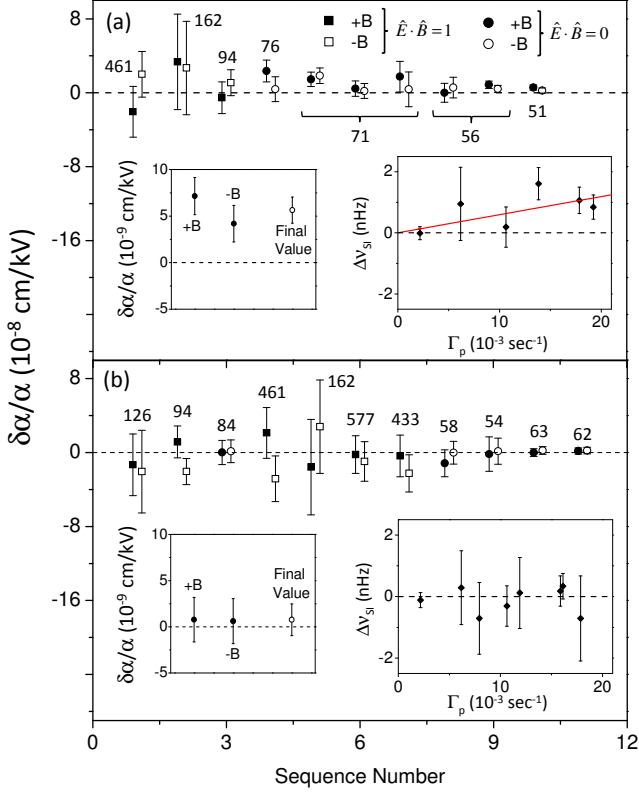 (a)
+B
-B
Ê · B̂ = 1
+B
-B
Ê · B̂ = 0
461
162
94
76
71
56
51
8
0
-8
-16
δα/α (10⁻⁹ cm/kV)
5
0
-5
+B
-B
Final
Value
Δν_SI (nHz)
2
0
-2
0
10
20
Γ_p (10⁻³ sec⁻¹)
δα/α (10⁻⁸ cm/kV)
(b)
126
94
84
461
162
577
433
58
54
63
62
8
0
-8
-16
δα/α (10⁻⁹ cm/kV)
10
5
0
-5
+B
-B
Final
Value
Δν_SI (nHz)
2
0
-2
0
10
20
Γ_p (10⁻³ sec⁻¹)
0
3
6
9
12
Sequence Number